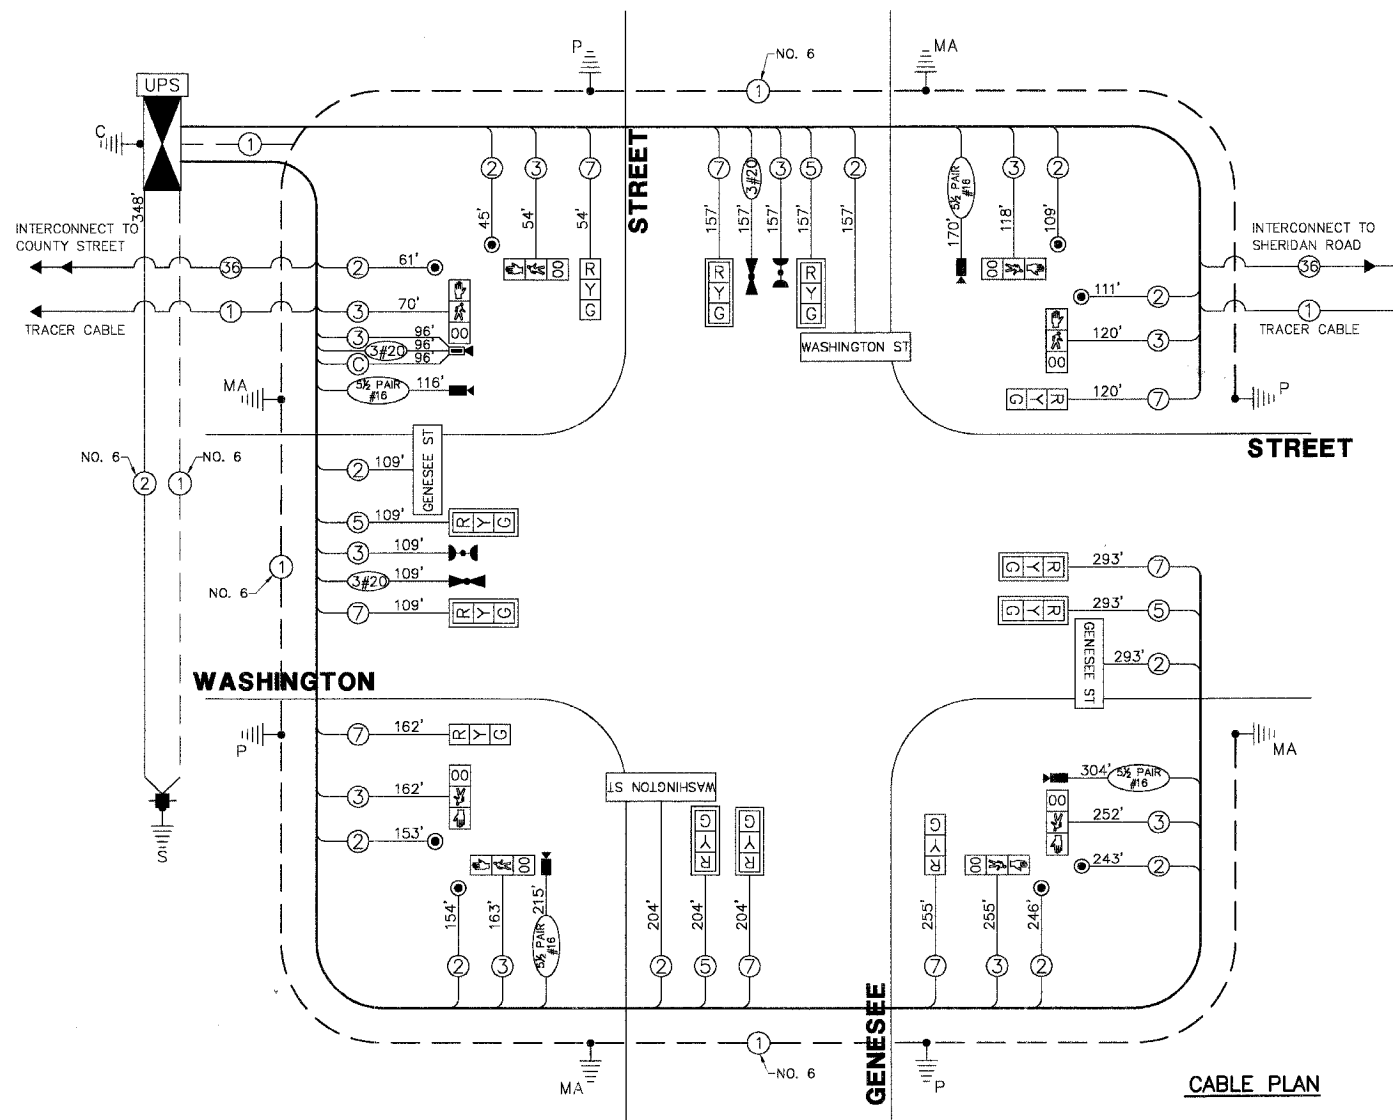 P
NO. 6
MA
UPS
1
C
1
2
3
7
7
3#20
3
5
2
5½ PAIR #16
3
2
348'
45'
54'
54'
STREET
157'
157'
157'
157'
157'
170'
118'
109'
INTERCONNECT TO
COUNTY STREET
36
2
61'
INTERCONNECT TO
SHERIDAN ROAD
36
00
R
Y
G
R
Y
G
R
Y
G
00
111'
2
1
3
70'
TRACER CABLE
00
3
96'
3#20
96'
C
96'
WASHINGTON ST
120'
3
00
1
TRACER CABLE
MA
5½ PAIR #16
116'
G Y R
120'
7
P
STREET
NO. 6
NO. 6
2
1
2
109'
GENESEE ST
5
109'
R Y G
3
109'
1
NO. 6
3#20
109'
7
109'
R Y G
G Y R
293'
7
G Y R
293'
5
GENESEE ST
293'
2
WASHINGTON
P
7
162'
R Y G
MA
3
162'
00
2
153'
WASHINGTON ST
304'
5½ PAIR #16
00
252'
3
243'
2
S
G
Y
R
G
Y
R
G
Y
R
00
00
154'
163'
215'
5½ PAIR #16
204'
204'
204'
255'
255'
246'
2
3
2
5
7
7
3
2
GENESEE
MA
1
NO. 6
P
CABLE PLAN